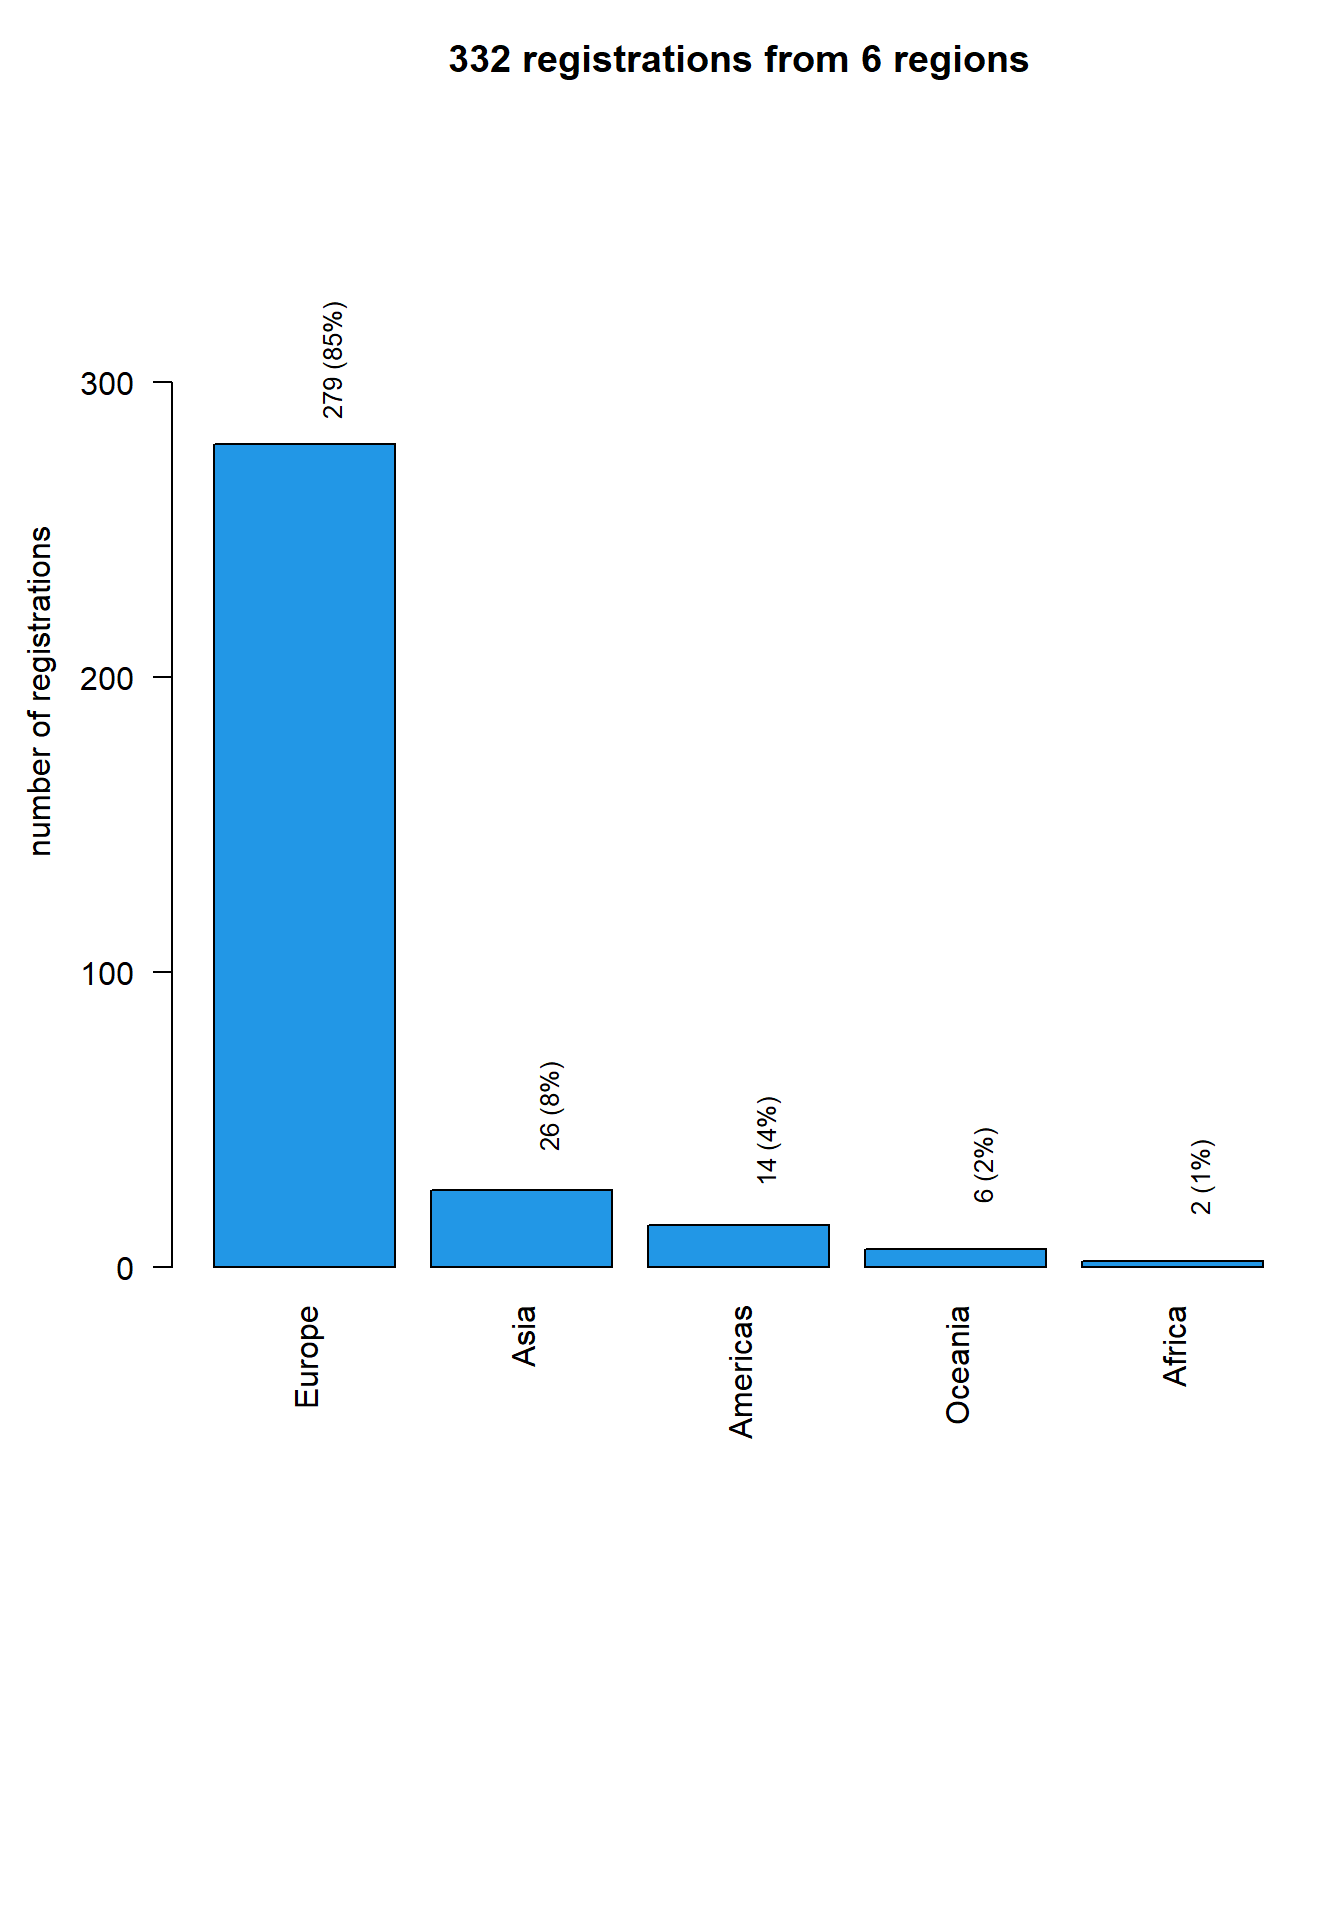 332 registrations from 6 regions
number of registrations
300
200
100
0
279 (85%)
26 (8%)
14 (4%)
6 (2%)
2 (1%)
Europe
Asia
Americas
Oceania
Africa